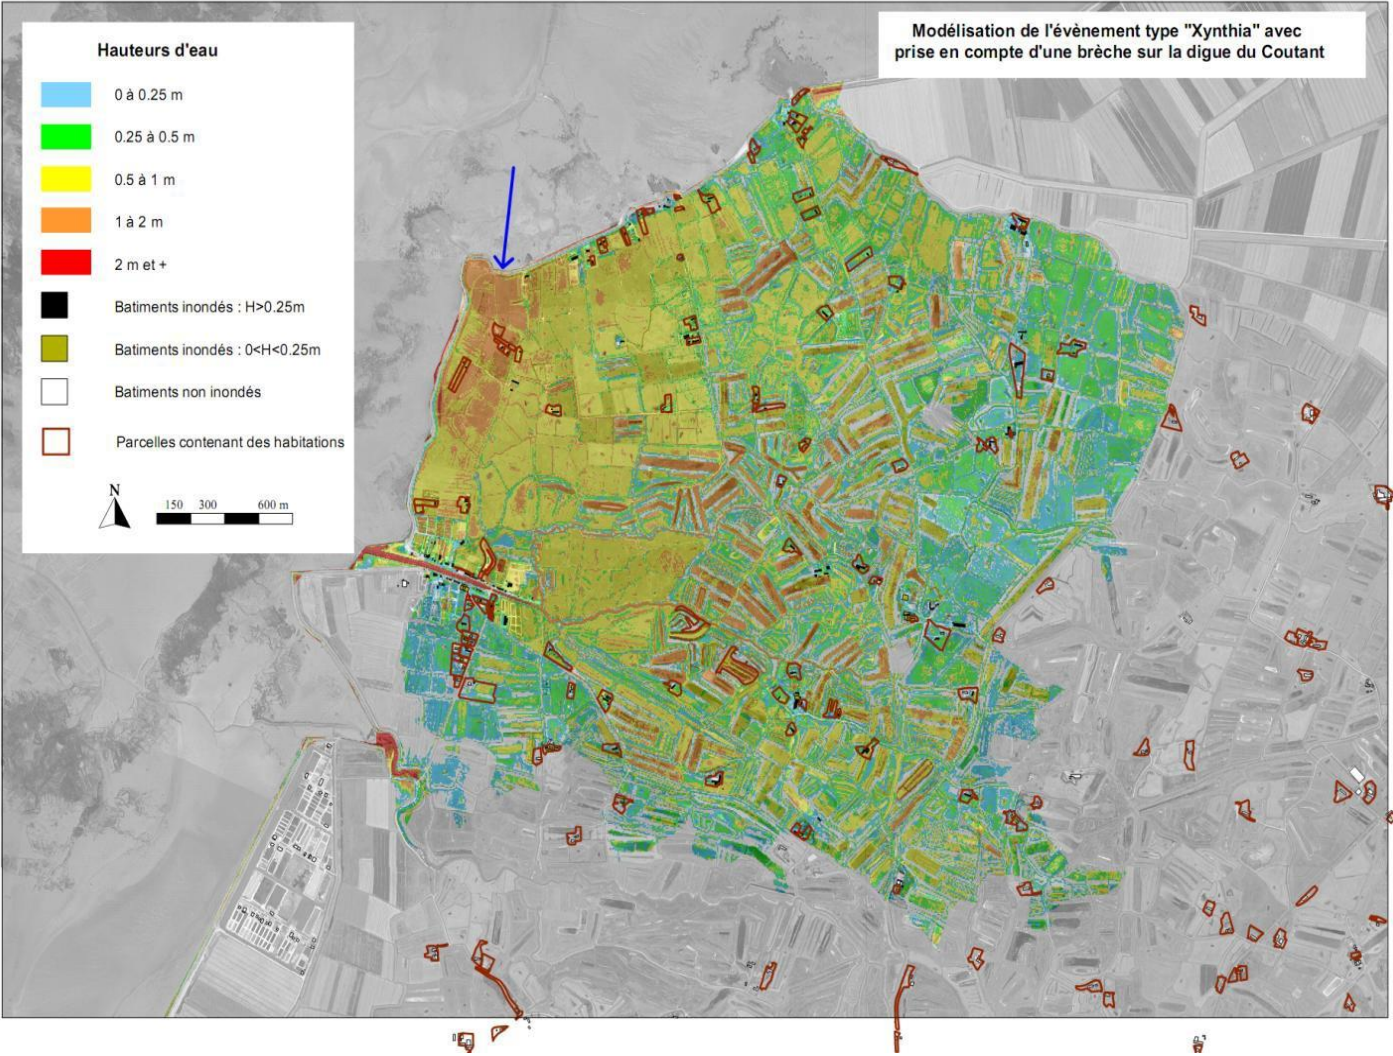 Modélisation de l'évènement type "Xynthia" avec
prise en compte d'une brèche sur la digue du Coutant
Hauteurs d'eau
0 à 0.25 m
0.25 à 0.5 m
0.5 à 1 m
1 à 2 m
2 m et +
Batiments inondés : H>0.25m
Batiments inondés : 0<H<0.25m
Batiments non inondés
Parcelles contenant des habitations
N
150 300 600 m